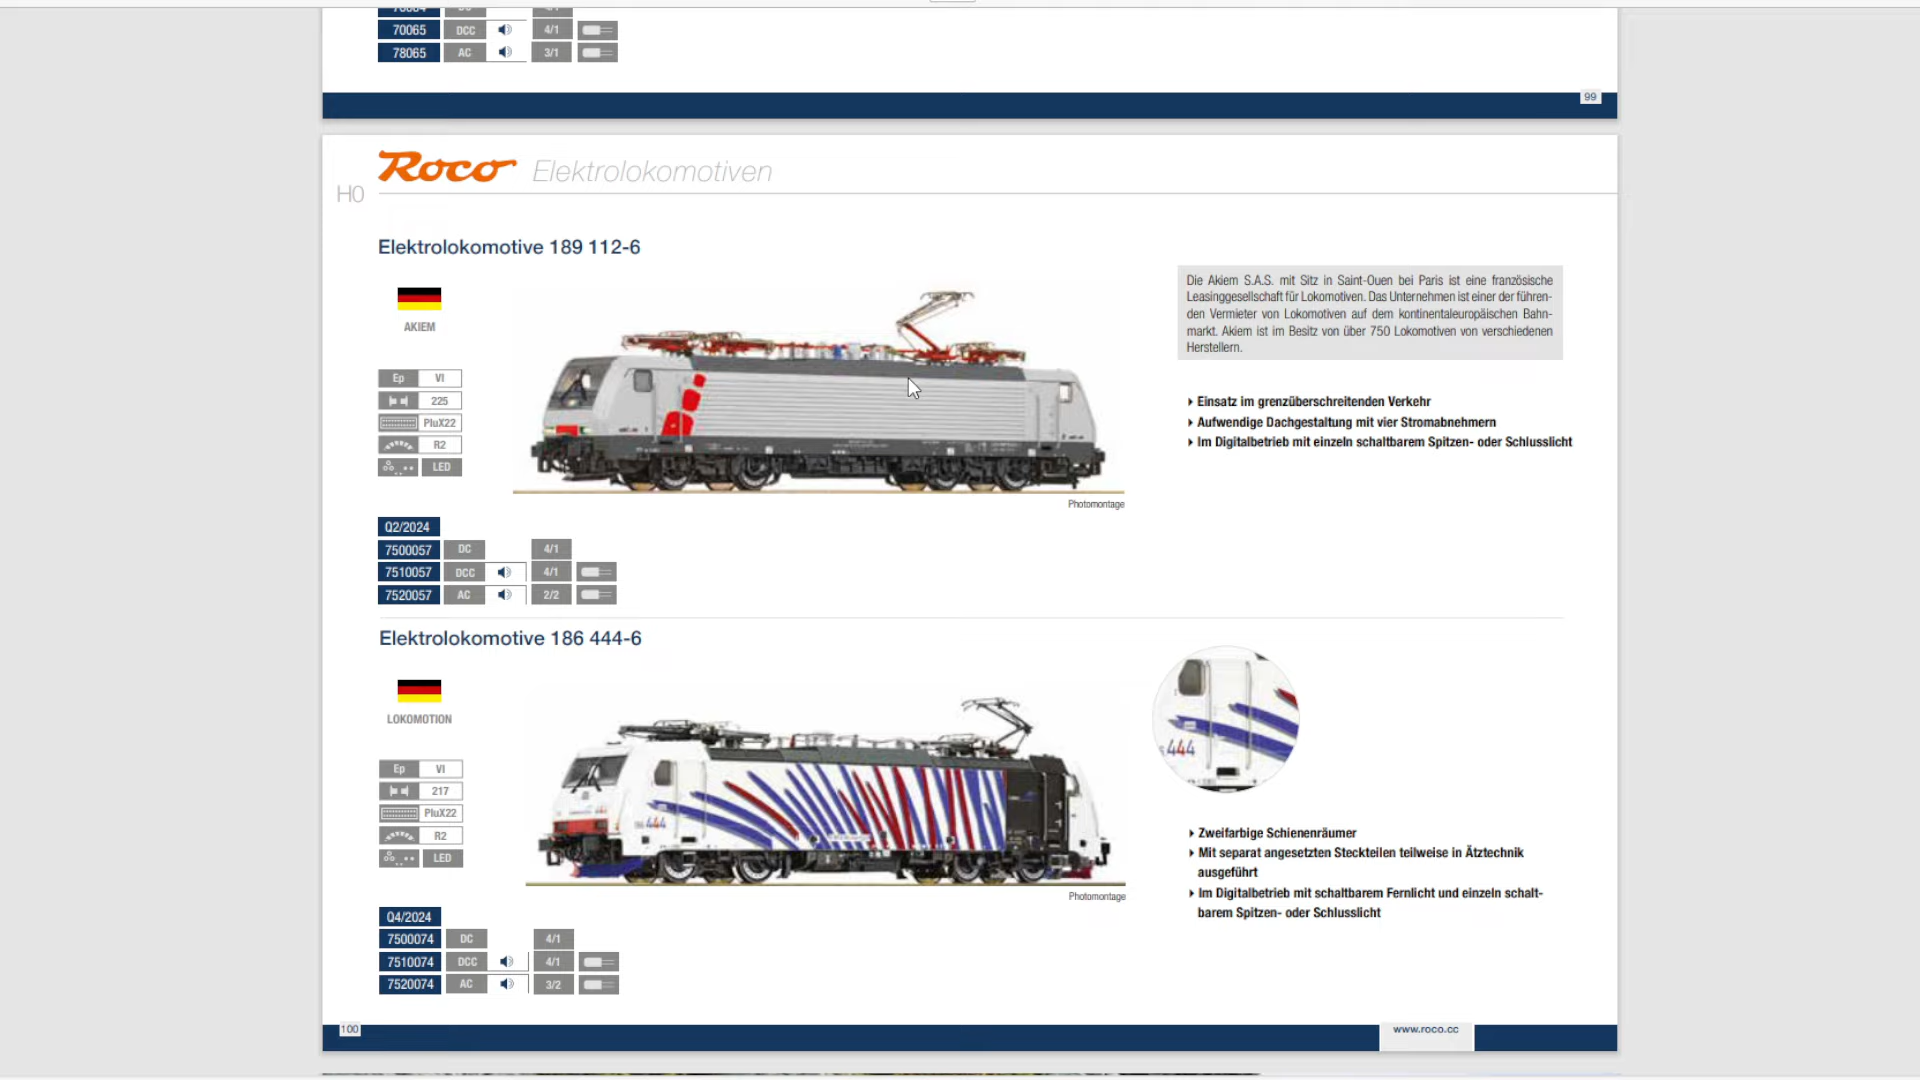 70065 DCC 4/1
78065 AC 3/1
99
Roco Elektrolokomotiven
H0
Elektrolokomotive 189 112-6
AKIEM
Ep VI
225
PluX22
R2
LED
Photomontage
Die Akiem S.A.S. mit Sitz in Saint-Ouen bei Paris ist eine französische
Leasinggesellschaft für Lokomotiven. Das Unternehmen ist einer der führen-
den Vermieter von Lokomotiven auf dem kontinentaleuropäischen Bahn-
markt. Akiem ist im Besitz von über 750 Lokomotiven von verschiedenen
Herstellern.
Einsatz im grenzüberschreitenden Verkehr
Aufwendige Dachgestaltung mit vier Stromabnehmern
Im Digitalbetrieb mit einzeln schaltbarem Spitzen- oder Schlusslicht
Q2/2024
7500057 DC 4/1
7510057 DCC 4/1
7520057 AC 2/2
Elektrolokomotive 186 444-6
LOKOMOTION
Ep VI
217
PluX22
R2
LED
444
Photomontage
444
Zweifarbige Schienenräumer
Mit separat angesetzten Steckteilen teilweise in Ätztechnik
ausgeführt
Im Digitalbetrieb mit schaltbarem Fernlicht und einzeln schalt-
barem Spitzen- oder Schlusslicht
Q4/2024
7500074 DC 4/1
7510074 DCC 4/1
7520074 AC 3/2
100
www.roco.cc